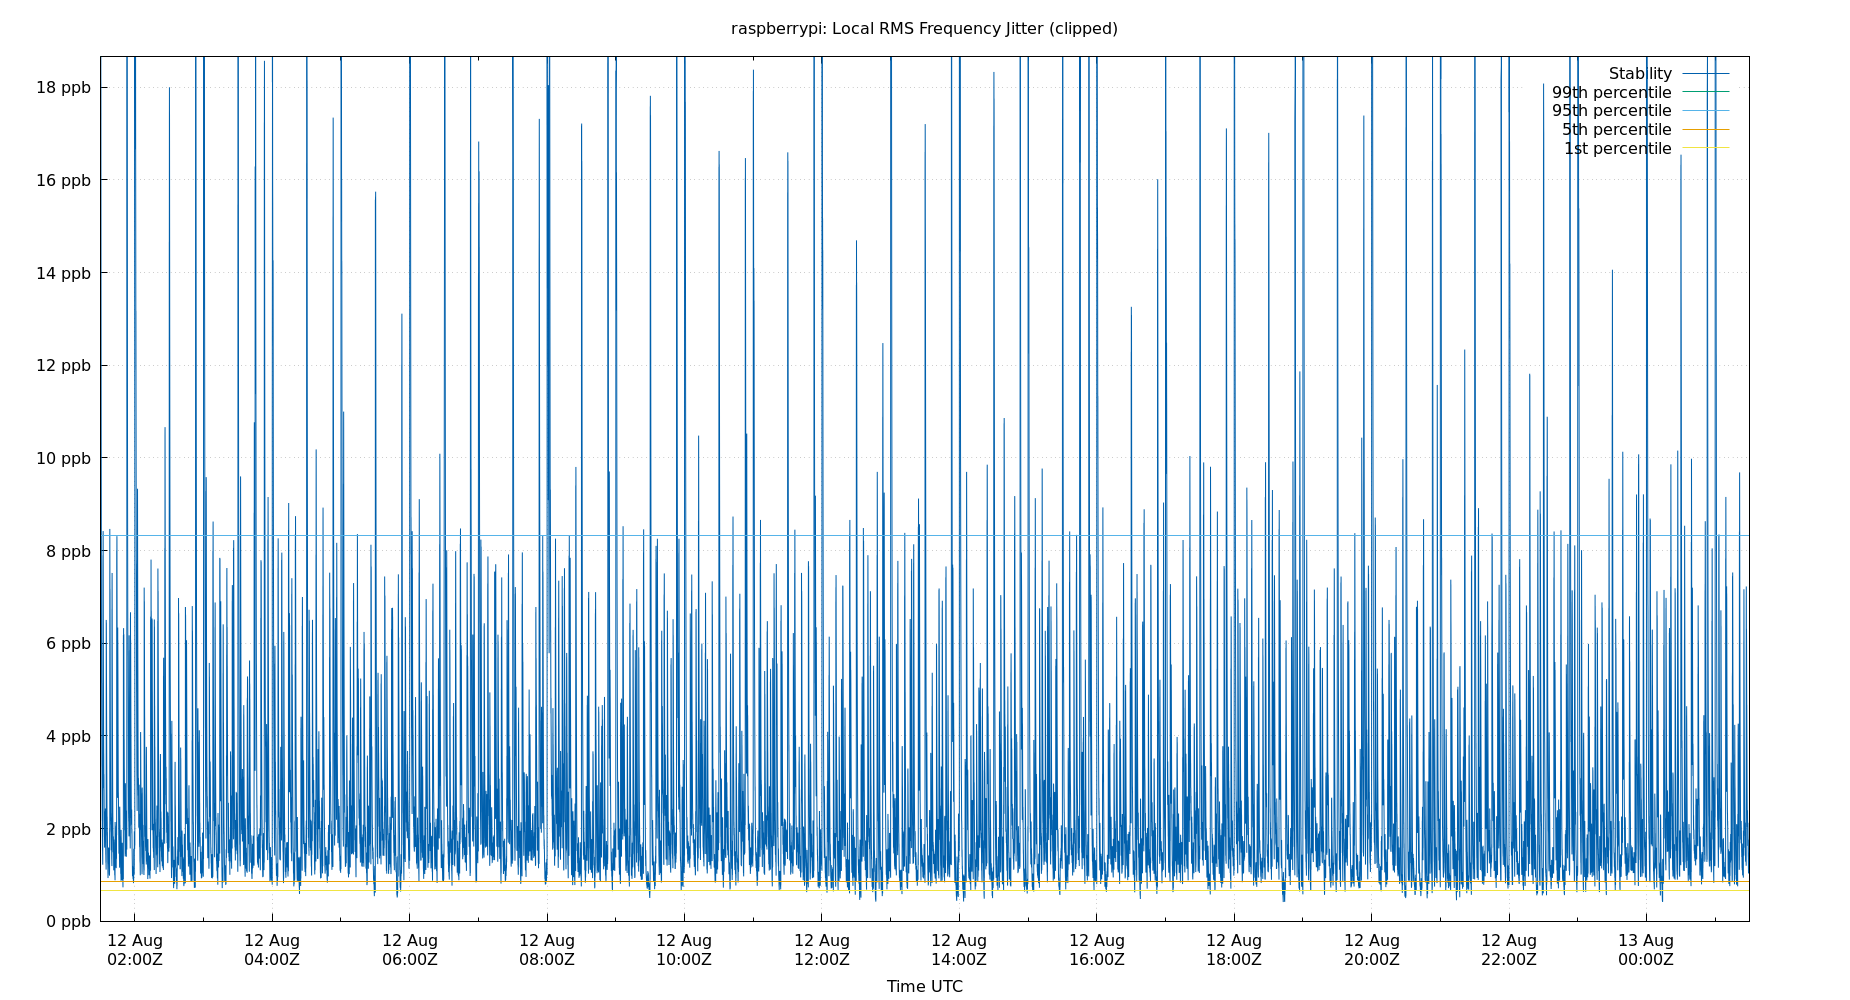 raspberrypi: Local RMS Frequency Jitter (clipped)
18 ppb
16 ppb
14 ppb
12 ppb
10 ppb
8 ppb
6 ppb
4 ppb
2 ppb
0 ppb
Stability
99th percentile
95th percentile
5th percentile
1st percentile
12 Aug 12 Aug 12 Aug 12 Aug 12 Aug 12 Aug 12 Aug 12 Aug 12 Aug 12 Aug 12 Aug 13 Aug
02:00Z 04:00Z 06:00Z 08:00Z 10:00Z 12:00Z 14:00Z 16:00Z 18:00Z 20:00Z 22:00Z 00:00Z
Time UTC